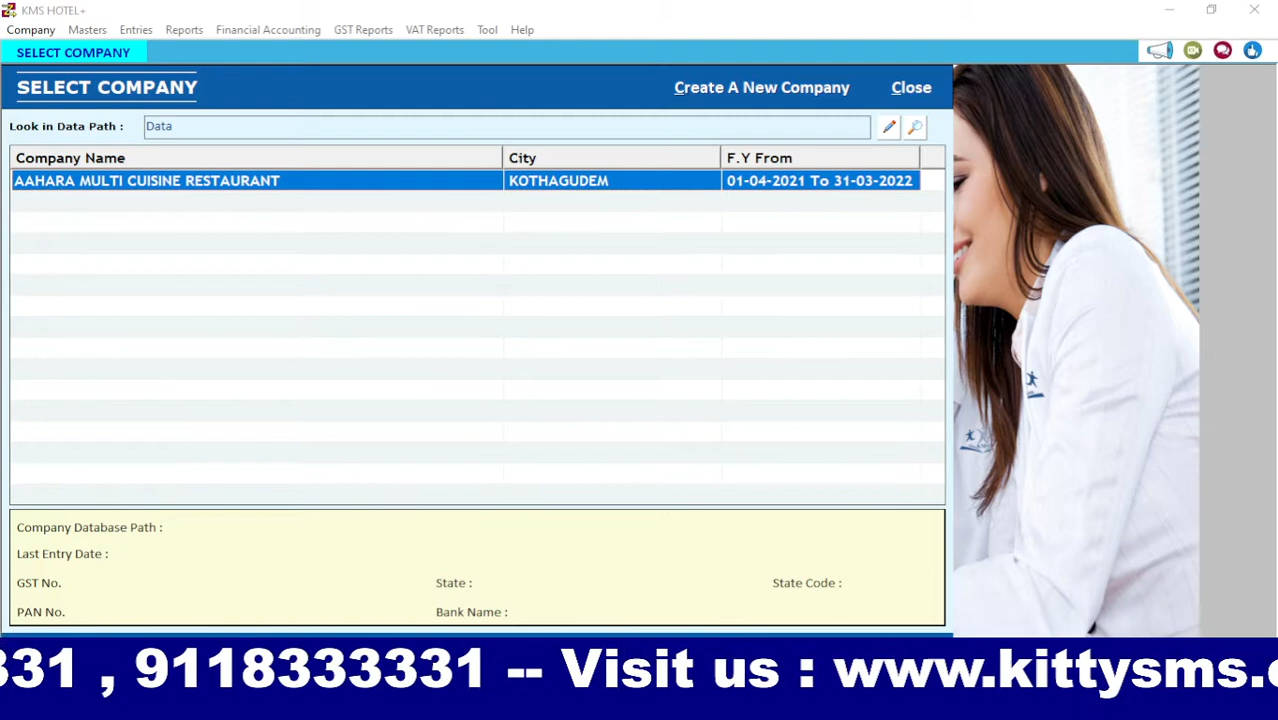 KMS HOTEL+
Company Masters Entries Reports Financial Accounting GST Reports VAT Reports Tool Help
SELECT COMPANY
SELECT COMPANY Create A New Company Close
Look in Data Path : Data
Company Name City F.Y From
AAHARA MULTI CUISINE RESTAURANT KOTHAGUDEM 01-04-2021 To 31-03-2022
Company Database Path :
Last Entry Date :
GST No. State : State Code :
PAN No. Bank Name :
331 , 9118333331 -- Visit us : www.kittysms.c